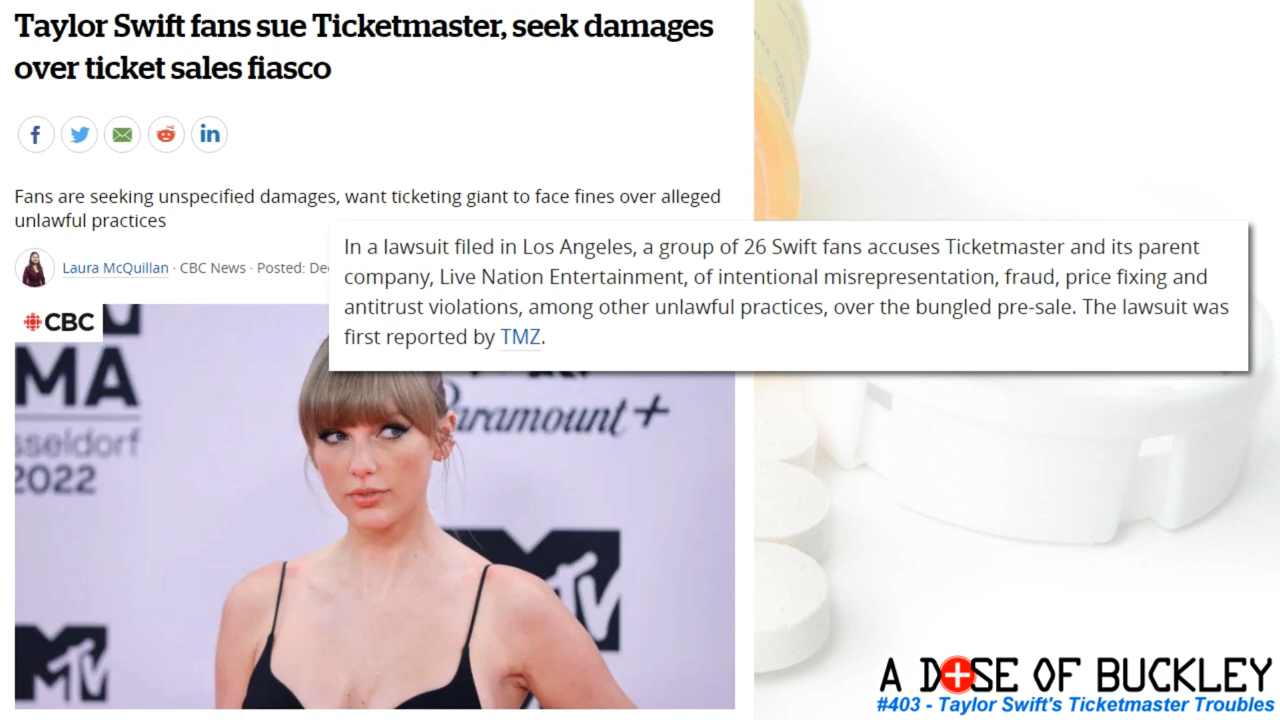 Taylor Swift fans sue Ticketmaster, seek damages
over ticket sales fiasco
Fans are seeking unspecified damages, want ticketing giant to face fines over alleged
unlawful practices
Laura McQuillan · CBC News · Posted:
In a lawsuit filed in Los Angeles, a group of 26 Swift fans accuses Ticketmaster and its parent
company, Live Nation Entertainment, of intentional misrepresentation, fraud, price fixing and
antitrust violations, among other unlawful practices, over the bungled pre-sale. The lawsuit was
first reported by TMZ.
CBC
MA
sseldorf
2022
Paramount+
MTV
MTV
A DOSE OF BUCKLEY
#403 - Taylor Swift's Ticketmaster Troubles